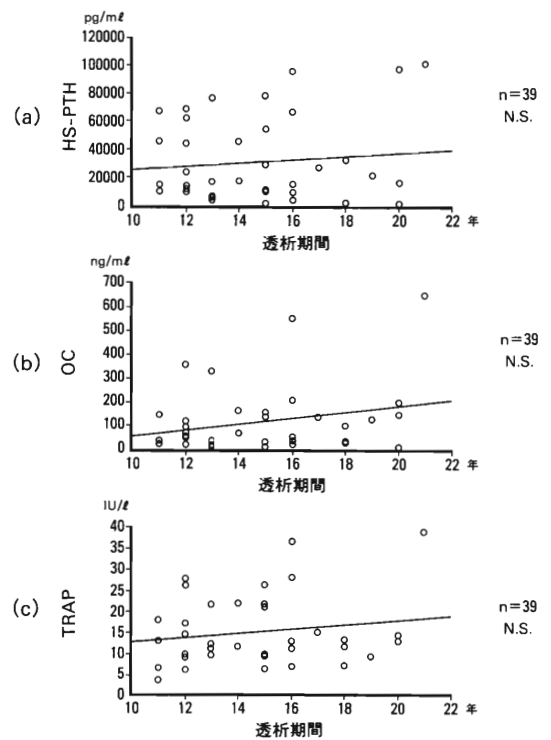 pg/mℓ
120000
100000
80000
60000
40000
20000
0
(a)
HS-PTH
10 12 14 16 18 20 22 年
透析期間
n=39
N.S.
ng/mℓ
700
600
500
400
300
200
100
0
(b)
OC
10 12 14 16 18 20 22 年
透析期間
n=39
N.S.
IU/ℓ
40
35
30
25
20
15
10
5
0
(c)
TRAP
10 12 14 16 18 20 22 年
透析期間
n=39
N.S.